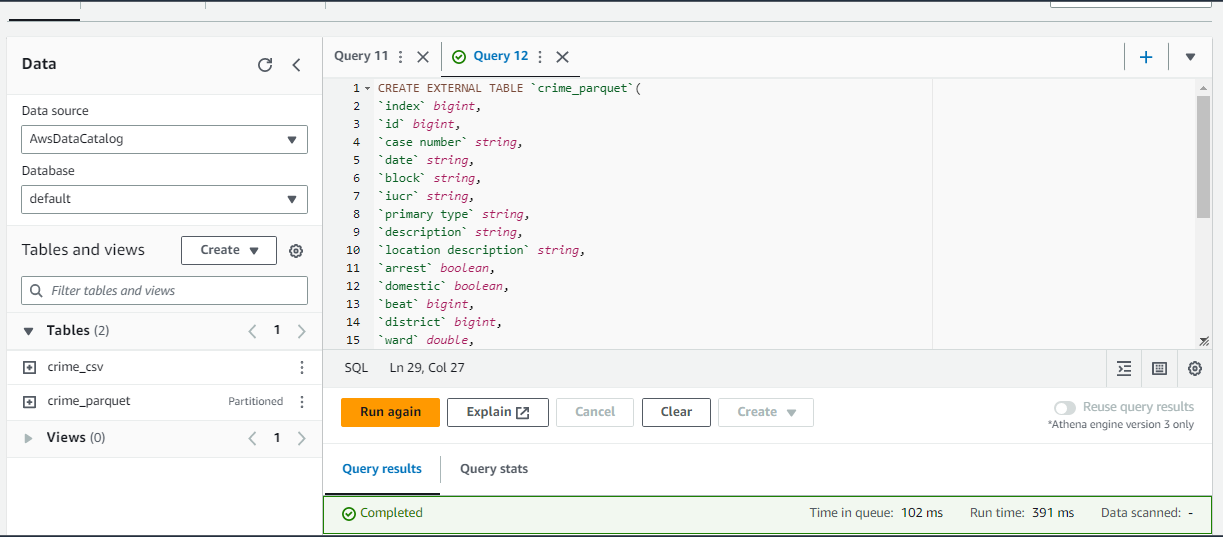 Data
Data source
AwsDataCatalog
Database
default
Tables and views
Create
Filter tables and views
Tables (2)
1
crime_csv
crime_parquet Partitioned
Views (0)
1
Query 11
Query 12
1 CREATE EXTERNAL TABLE `crime_parquet`(
2 `index` bigint,
3 `id` bigint,
4 `case number` string,
5 `date` string,
6 `block` string,
7 `iucr` string,
8 `primary type` string,
9 `description` string,
10 `location description` string,
11 `arrest` boolean,
12 `domestic` boolean,
13 `beat` bigint,
14 `district` bigint,
15 `ward` double,
SQL Ln 29, Col 27
Run again Explain Cancel Clear Create
Reuse query results
*Athena engine version 3 only
Query results Query stats
Completed Time in queue: 102 ms Run time: 391 ms Data scanned: -